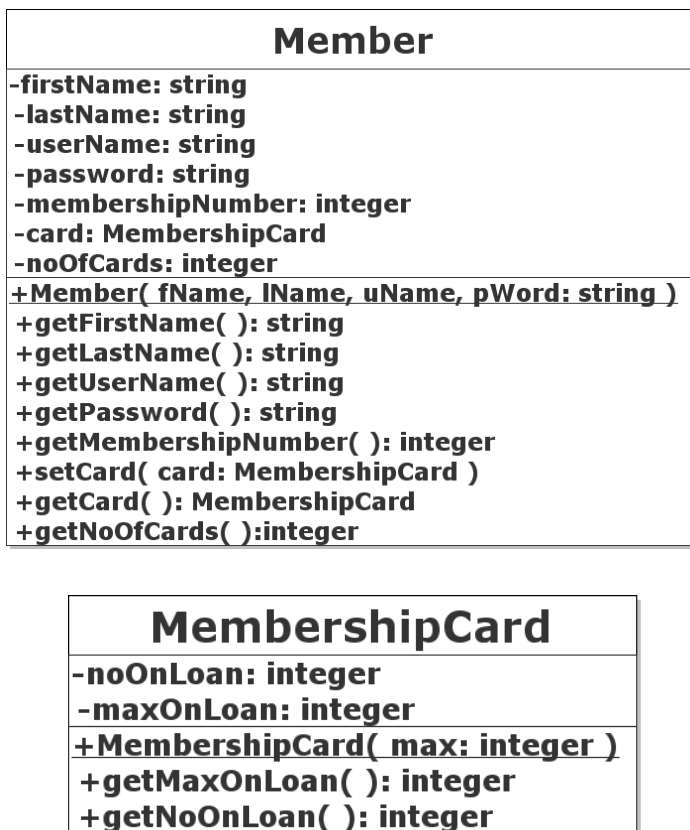 Member
-firstName: string
-lastName: string
-userName: string
-password: string
-membershipNumber: integer
-card: MembershipCard
-noOfCards: integer
+Member( fName, lName, uName, pWord: string )
+getFirstName( ): string
+getLastName( ): string
+getUserName( ): string
+getPassword( ): string
+getMembershipNumber( ): integer
+setCard( card: MembershipCard )
+getCard( ): MembershipCard
+getNoOfCards( ):integer
MembershipCard
-noOnLoan: integer
-maxOnLoan: integer
+MembershipCard( max: integer )
+getMaxOnLoan( ): integer
+getNoOnLoan( ): integer